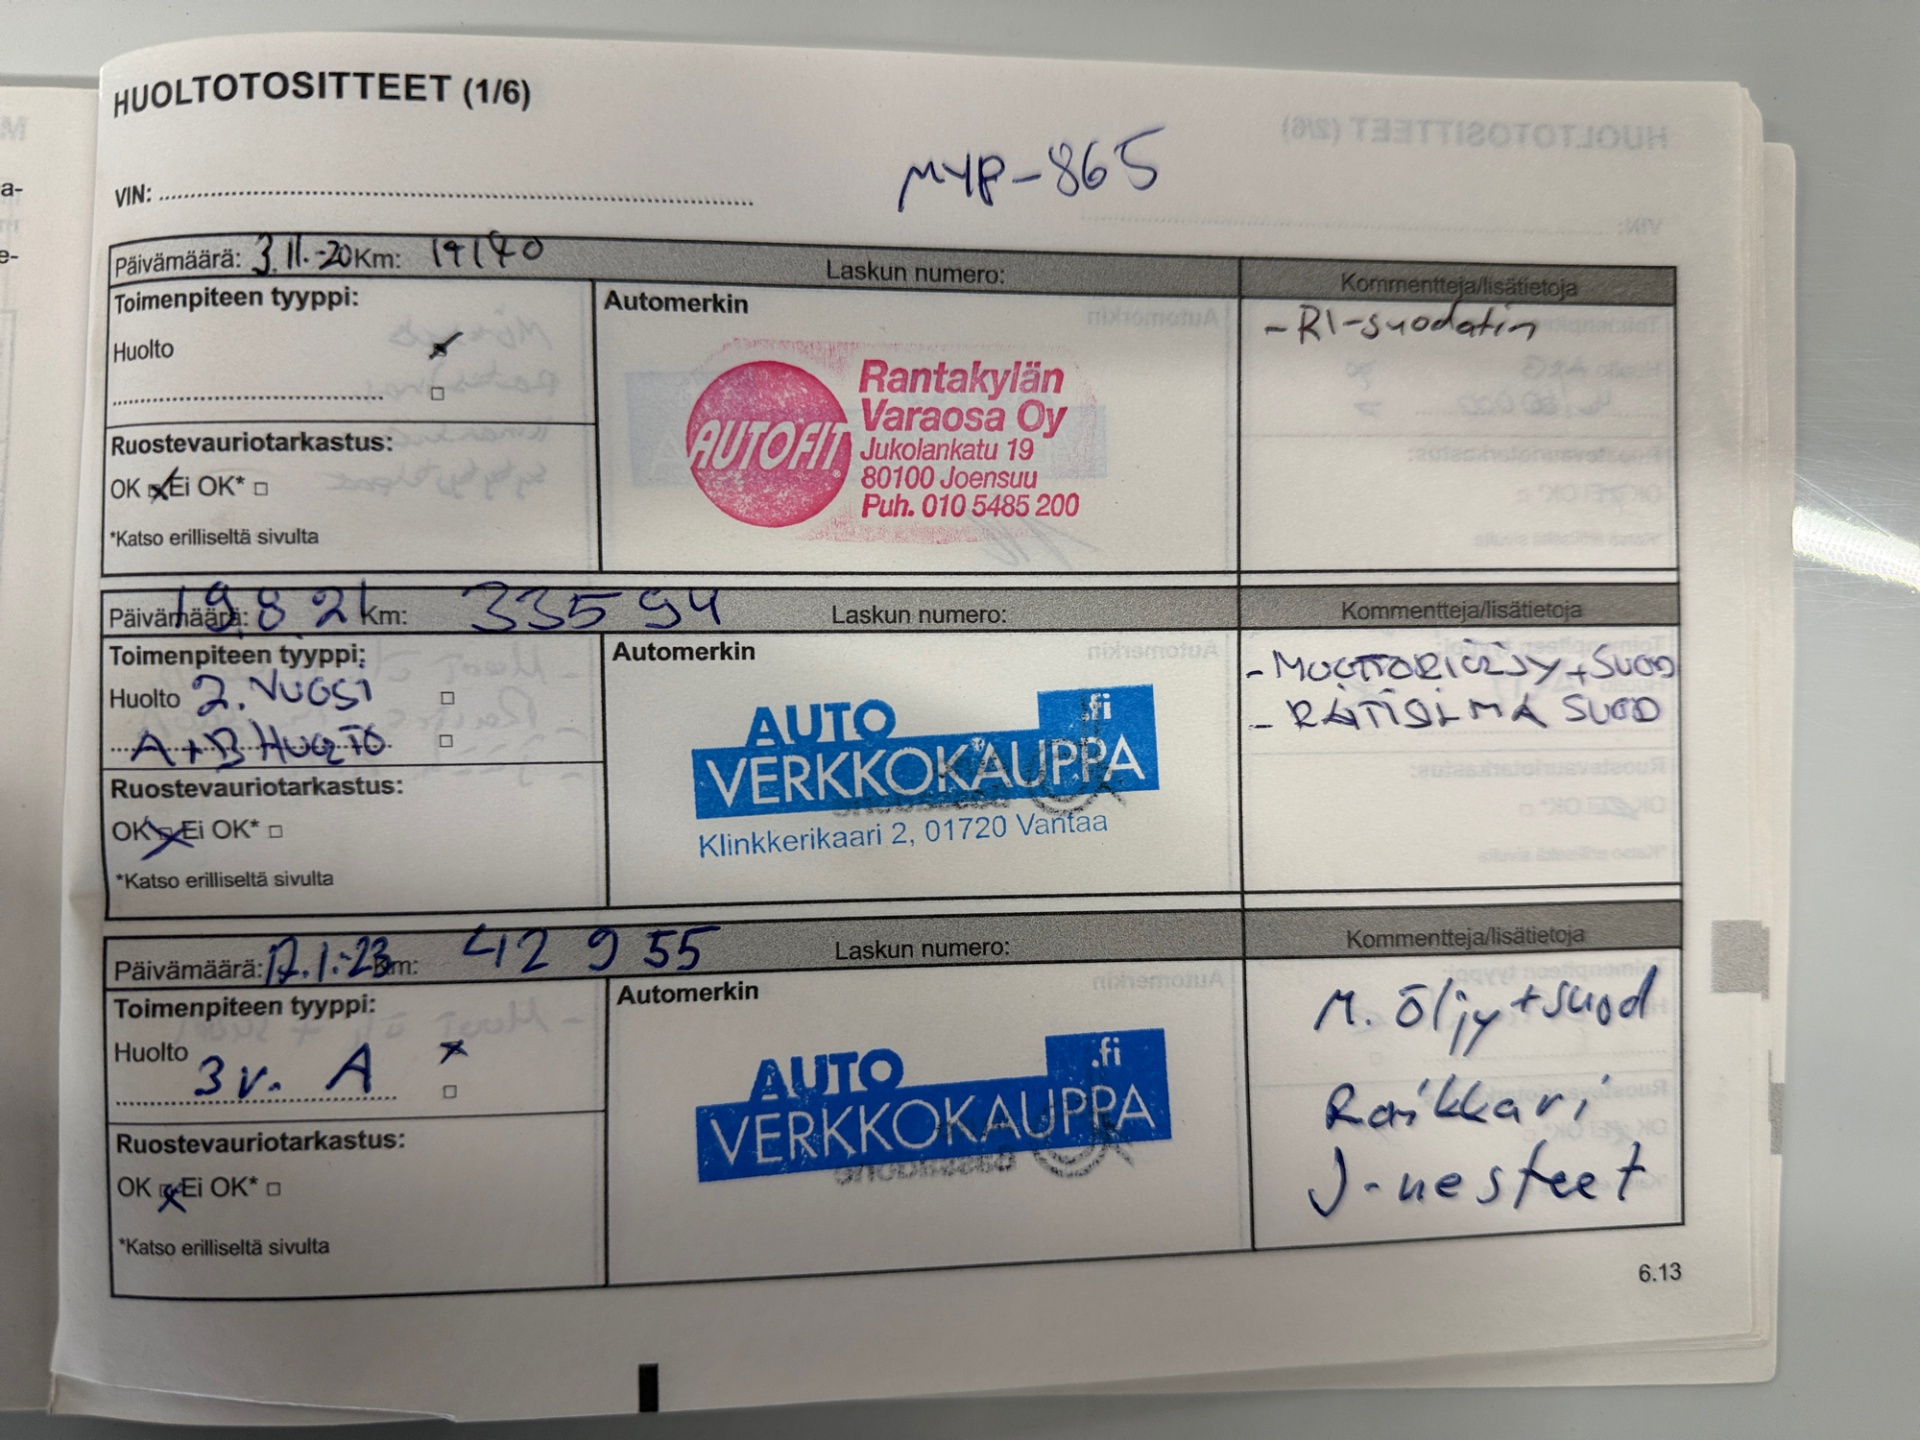 HUOLTOTOSITTEET (1/6)
MYP-865
VIN:
Päivämäärä: 3.11.-20 Km: 19170 Laskun numero: Kommentteja/lisätietoja
Toimenpiteen tyyppi:
Huolto
Automerkin
- RI-suodatin
Ruostevauriotarkastus:
OK Ei OK*
*Katso erilliseltä sivulta
AUTOFIT
Rantakylän
Varaosa Oy
Jukolankatu 19
80100 Joensuu
Puh. 010 5485 200
Päivämäärä: 19.8 21 Km: 33594 Laskun numero: Kommentteja/lisätietoja
Toimenpiteen tyyppi:
Huolto 2. VUOSI
A+B HUOLTO
Automerkin
- MOOTTORIÖLJY + SUOD
- RAITISILMA SUOD
Ruostevauriotarkastus:
OK Ei OK*
*Katso erilliseltä sivulta
AUTO
VERKKOKAUPPA
.fi
Klinkkerikaari 2, 01720 Vantaa
Päivämäärä: 17.1.-23 Km: 42 955 Laskun numero: Kommentteja/lisätietoja
Toimenpiteen tyyppi:
Huolto
3 v. A
Automerkin
M. öljy + suod
Raikkari
J-nesteet
Ruostevauriotarkastus:
OK Ei OK*
*Katso erilliseltä sivulta
AUTO
VERKKOKAUPPA
.fi
6.13